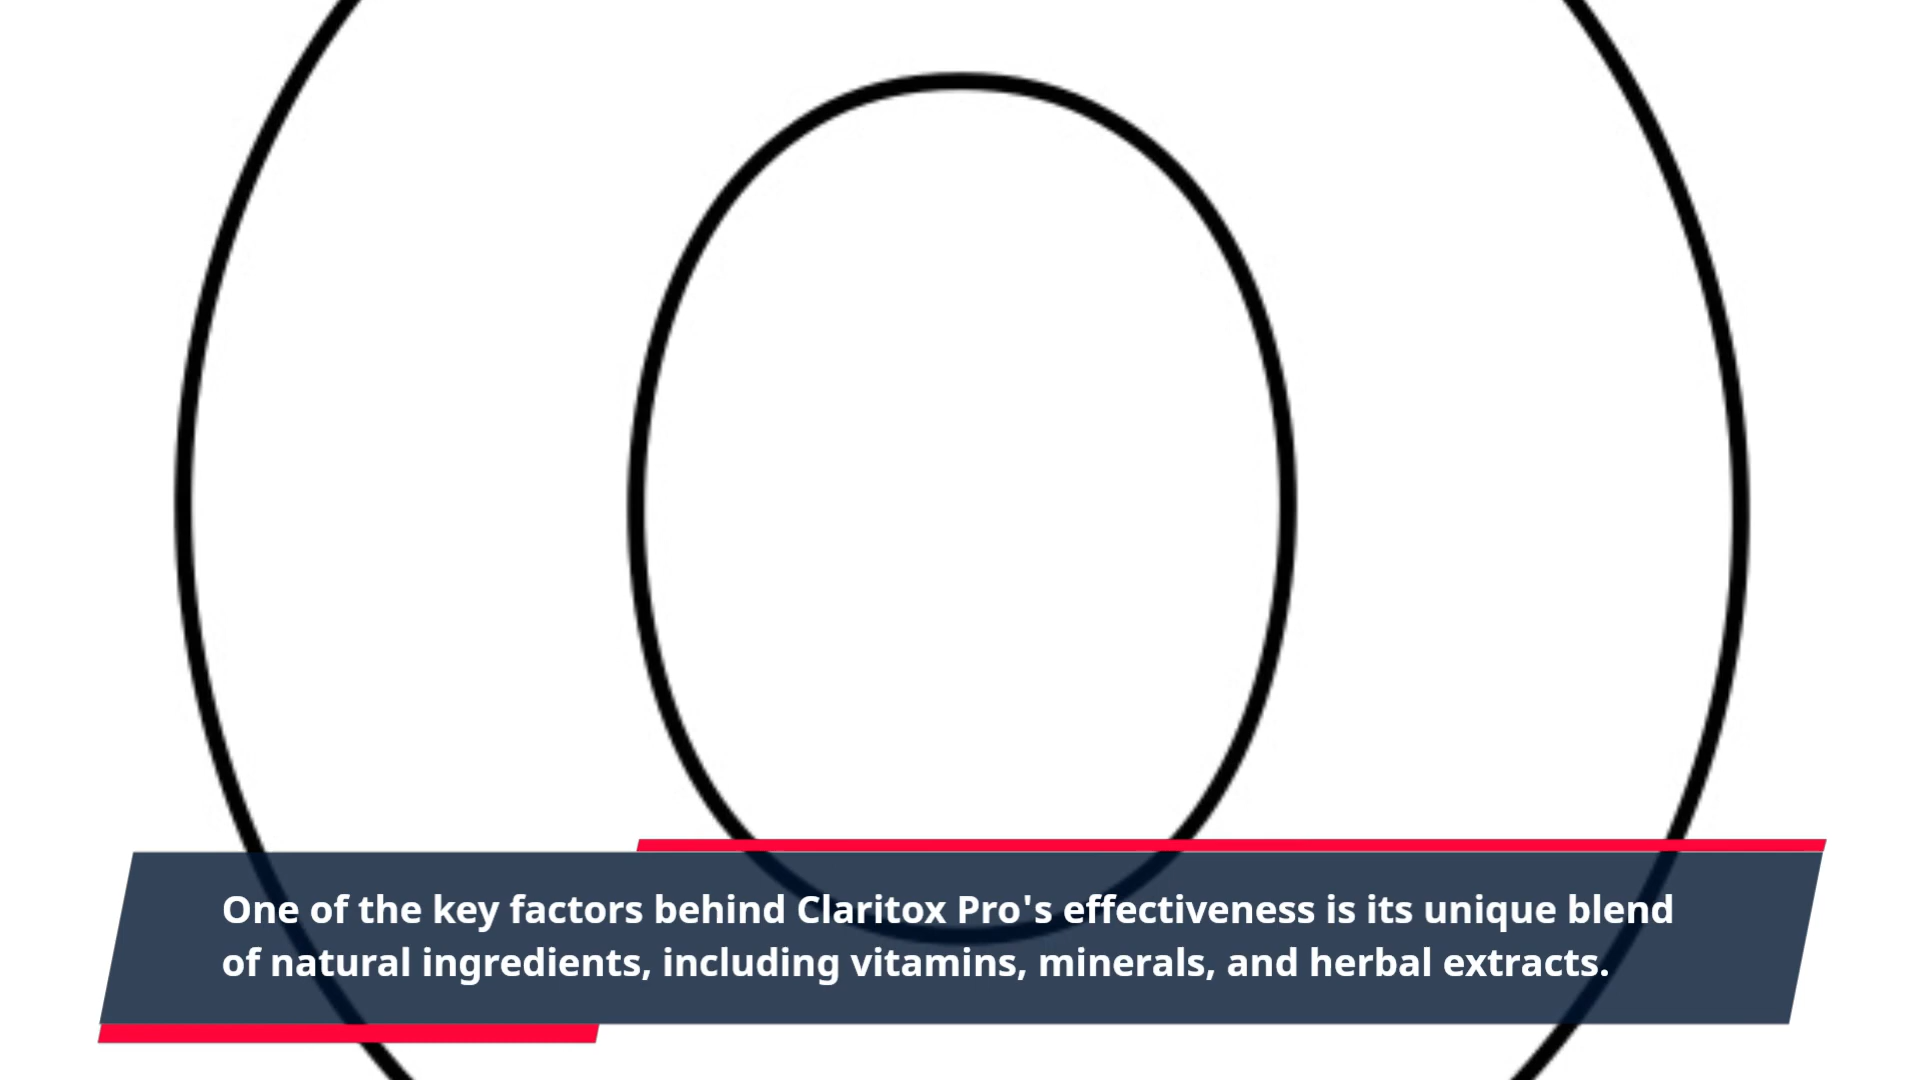 One of the key factors behind Claritox Pro's effectiveness is its unique blend
of natural ingredients, including vitamins, minerals, and herbal extracts.